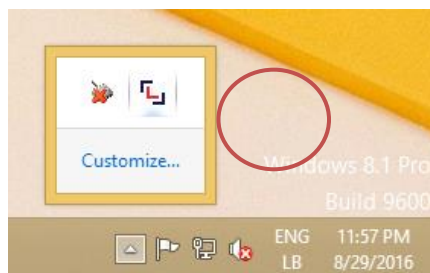 Customize...
Windows 8.1 Pro
Build 9600
ENG 11:57 PM
LB 8/29/2016